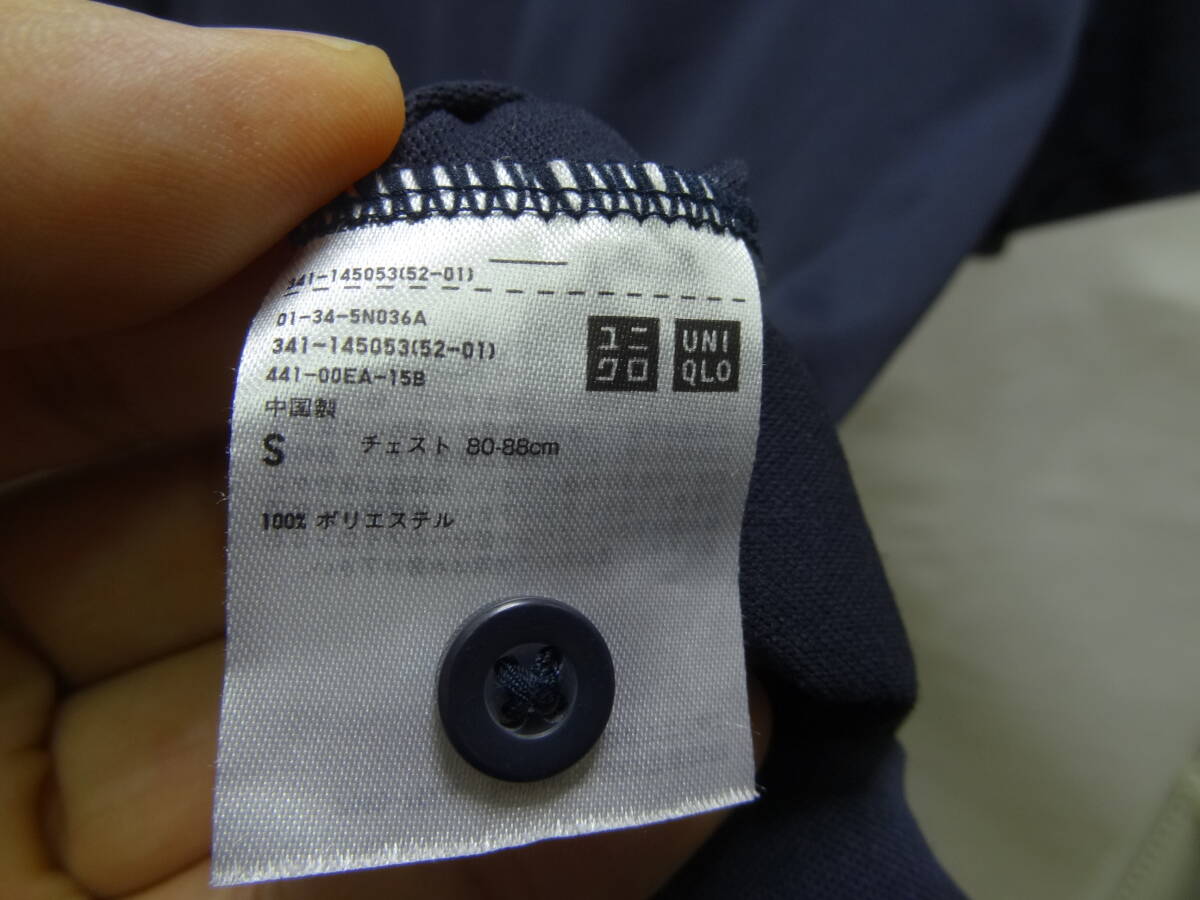 341-145053(52-01)
01-34-5N036A
341-145053(52-01)
441-00EA-15B
ユニ
クロ
UNI
QLO
中国製
S チェスト 80-88cm
100% ポリエステル